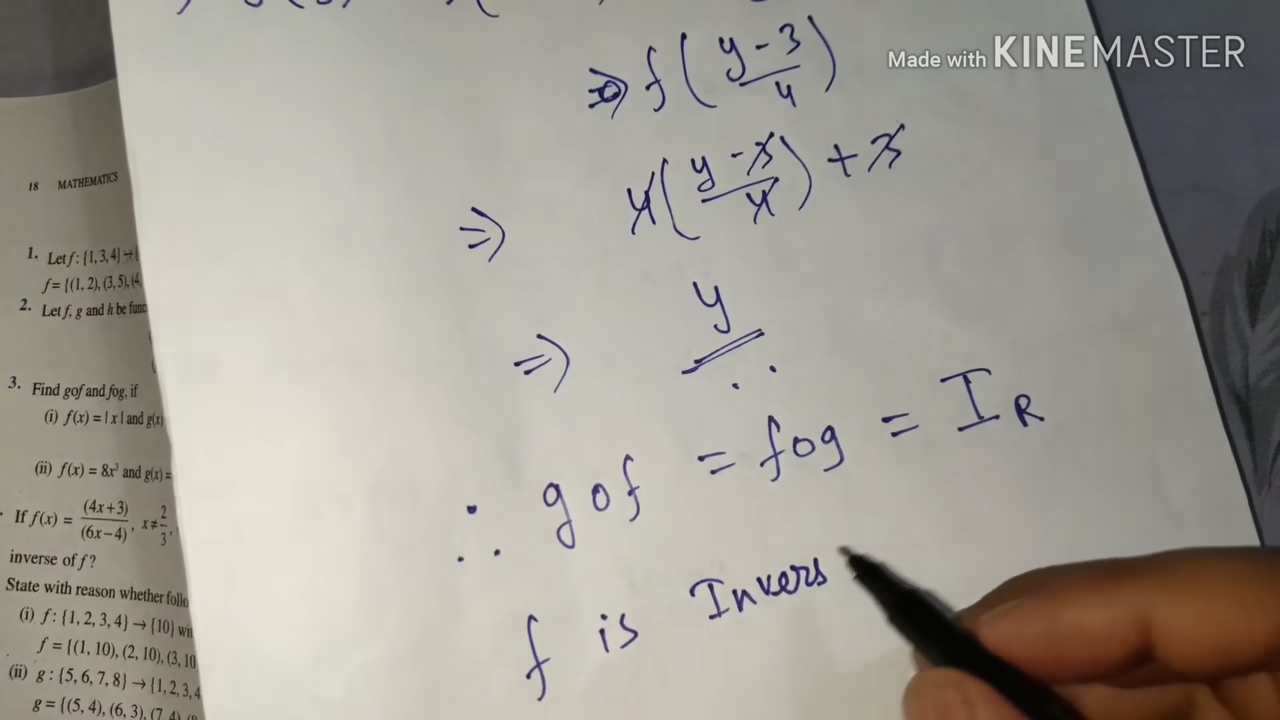 Made with KINEMASTER
⇒ f(y-3/4)
⇒ 4(y-3/4) + 3
⇒ y
∴ gof = fog = I_R
f is Invers
18 MATHEMATICS
1. Let f : {1, 3, 4} →
f = {(1, 2), (3, 5), (4,
2. Let f, g and h be func
3. Find gof and fog, if
(i) f(x) = | x | and g(x)
(ii) f(x) = 8x³ and g(x) =
If f(x) = (4x+3)/(6x-4), x≠2/3,
inverse of f?
State with reason whether follo
(i) f : {1, 2, 3, 4} → {10} wi
f = {(1, 10), (2, 10), (3, 10
(ii) g : {5, 6, 7, 8} → {1, 2, 3, 4
g = {(5, 4), (6, 3), (7, 4), (8